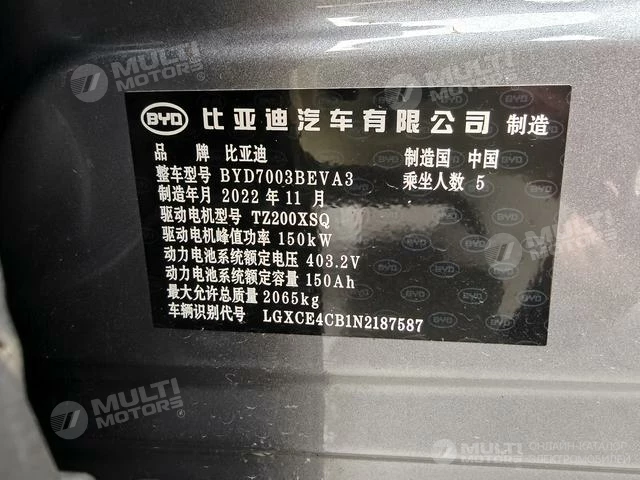 MULTI MOTORS
MULTI MOTORS
BYD 比亚迪汽车有限公司 制造
品 牌 比亚迪 制造国 中国
整车型号 BYD7003BEVA3 乘坐人数 5
制造年月 2022 年 11 月
驱动电机型号 TZ200XSQ
驱动电机峰值功率 150kW
动力电池系统额定电压 403.2V
动力电池系统额定容量 150Ah
最大允许总质量 2065kg
车辆识别代号 LGXCE4CB1N2187587
MULTI MOTORS
MULTI MOTORS
MULTI MOTORS ОНЛАЙН-КАТАЛОГ ЭЛЕКТРОМОБИЛЕЙ